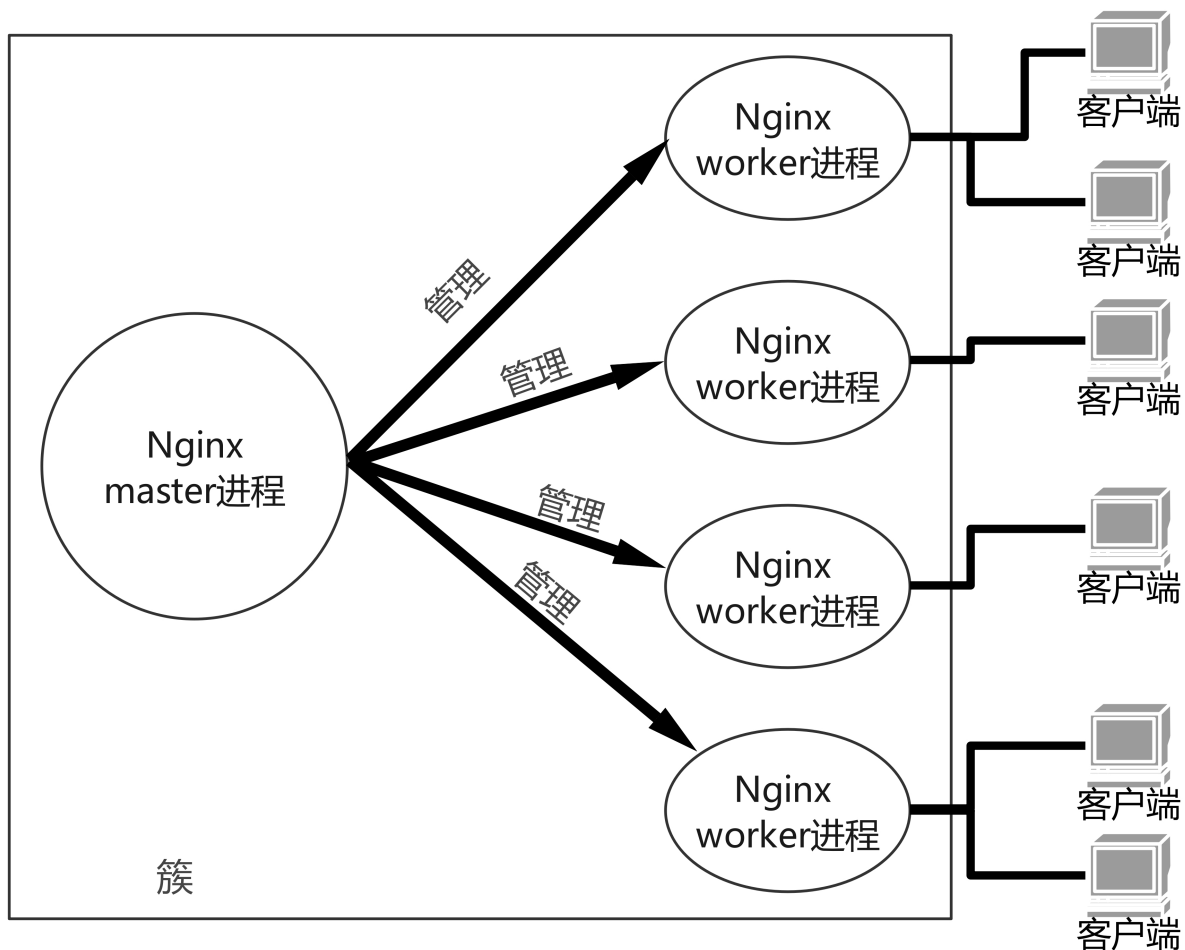 Nginx
master进程
管理
管理
管理
管理
Nginx
worker进程
Nginx
worker进程
Nginx
worker进程
Nginx
worker进程
客户端
客户端
客户端
客户端
客户端
客户端
簇